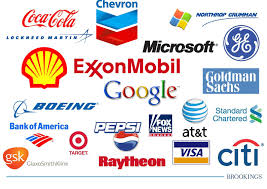 Coca-Cola
Chevron
NORTHROP GRUMMAN
LOCKHEED MARTIN
Microsoft
GE
ExxonMobil
Goldman
Sachs
Google
BOEING
Standard
Chartered
Bank of America
PEPSI
FOX
NEWS
channel
at&t
TARGET
gsk
GlaxoSmithKline
Raytheon
VISA
citi
BROOKINGS